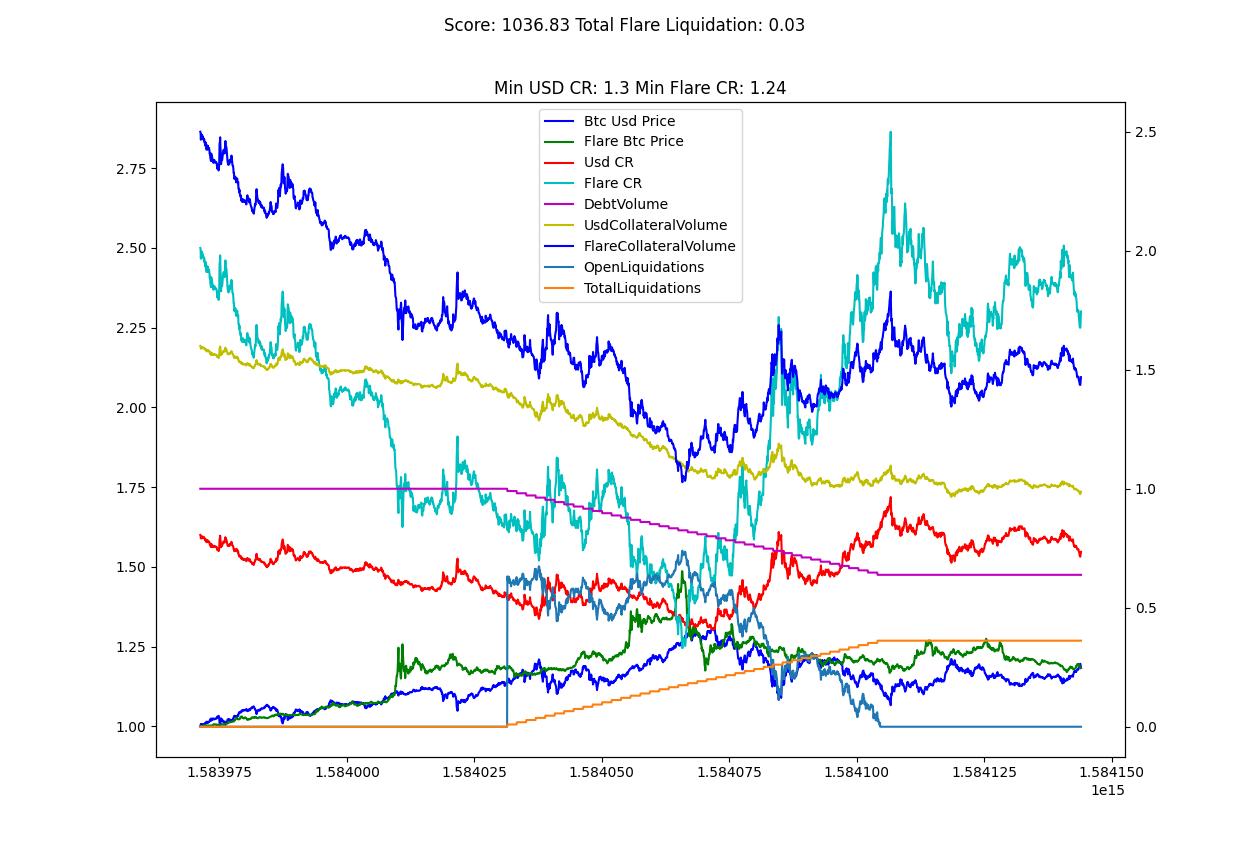 Score: 1036.83 Total Flare Liquidation: 0.03
Min USD CR: 1.3 Min Flare CR: 1.24
Btc Usd Price
Flare Btc Price
Usd CR
Flare CR
DebtVolume
UsdCollateralVolume
FlareCollateralVolume
OpenLiquidations
TotalLiquidations
2.75
2.50
2.25
2.00
1.75
1.50
1.25
1.00
2.5
2.0
1.5
1.0
0.5
0.0
1.583975 1.584000 1.584025 1.584050 1.584075 1.584100 1.584125 1.584150
1e15